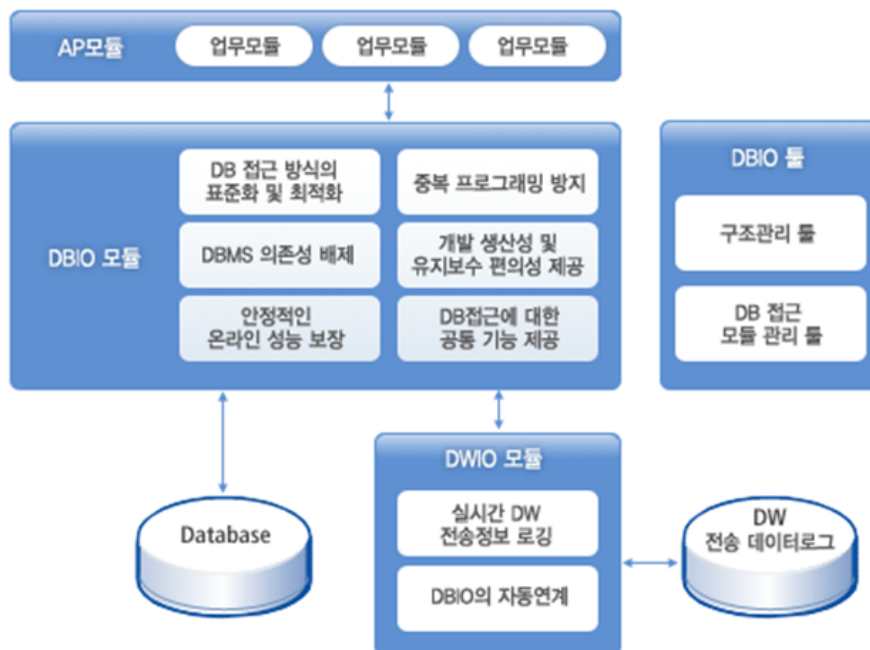 AP모듈
업무모듈
업무모듈
업무모듈
DBIO 모듈
DB 접근 방식의
표준화 및 최적화
중복 프로그래밍 방지
DBMS 의존성 배제
개발 생산성 및
유지보수 편의성 제공
안정적인
온라인 성능 보장
DB접근에 대한
공통 기능 제공
DBIO 툴
구조관리 툴
DB 접근
모듈 관리 툴
DWIO 모듈
실시간 DW
전송정보 로깅
DBIO의 자동연계
Database
DW
전송 데이터로그